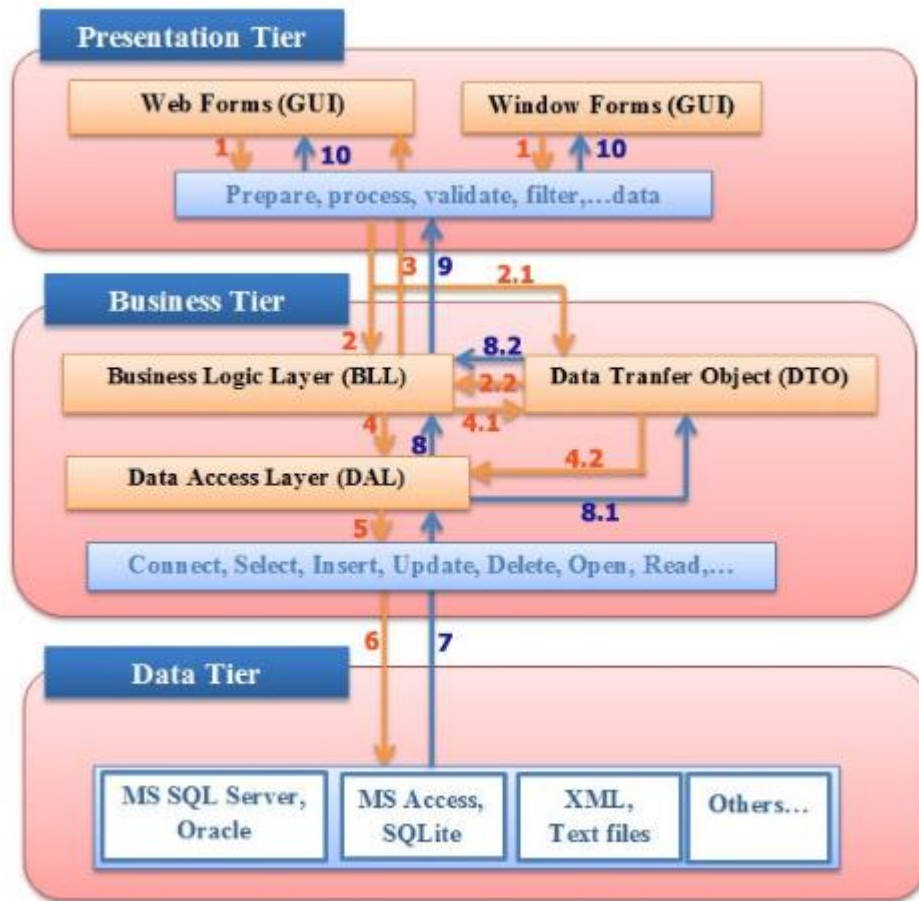 Presentation Tier
Web Forms (GUI)
Window Forms (GUI)
1
10
1
10
Prepare, process, validate, filter,...data
3
9
2.1
Business Tier
2
8.2
Business Logic Layer (BLL)
2.2
Data Tranfer Object (DTO)
4
8
4.1
4.2
Data Access Layer (DAL)
5
8.1
Connect, Select, Insert, Update, Delete, Open, Read,...
6
7
Data Tier
MS SQL Server,
Oracle
MS Access,
SQLite
XML,
Text files
Others...